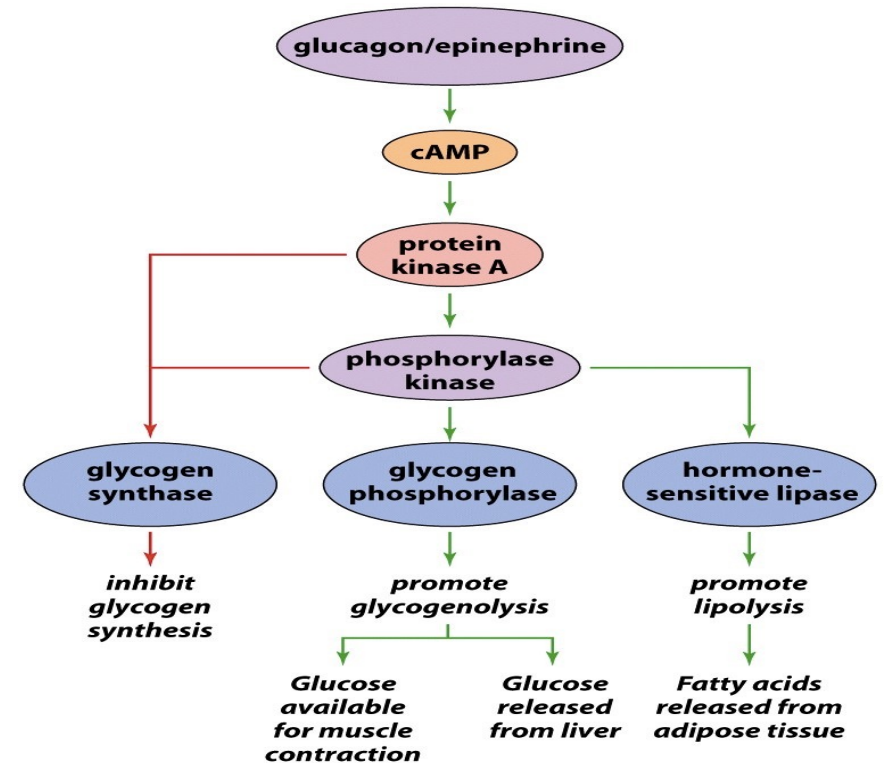 glucagon/epinephrine
cAMP
protein
kinase A
phosphorylase
kinase
glycogen
synthase
glycogen
phosphorylase
hormone-
sensitive lipase
inhibit
glycogen
synthesis
promote
glycogenolysis
promote
lipolysis
Glucose
available
for muscle
contraction
Glucose
released
from liver
Fatty acids
released from
adipose tissue